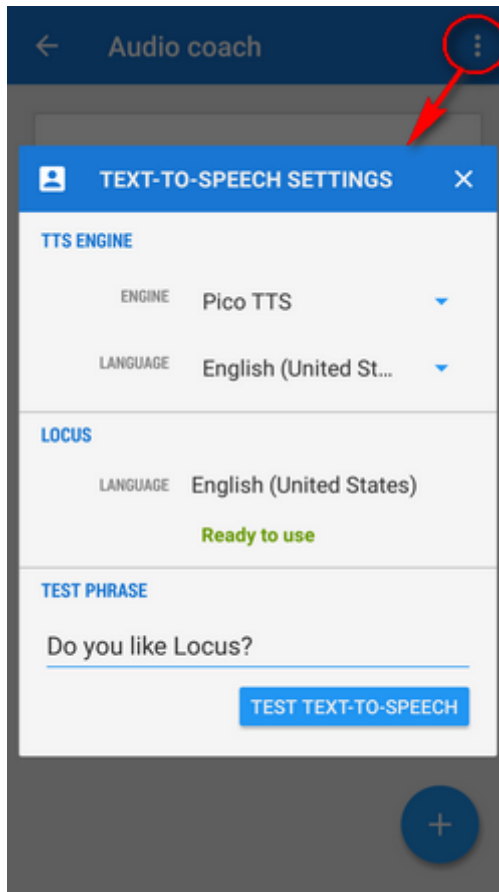 Audio coach
TEXT-TO-SPEECH SETTINGS
TTS ENGINE
ENGINE Pico TTS
LANGUAGE English (United St...
LOCUS
LANGUAGE English (United States)
Ready to use
TEST PHRASE
Do you like Locus?
TEST TEXT-TO-SPEECH